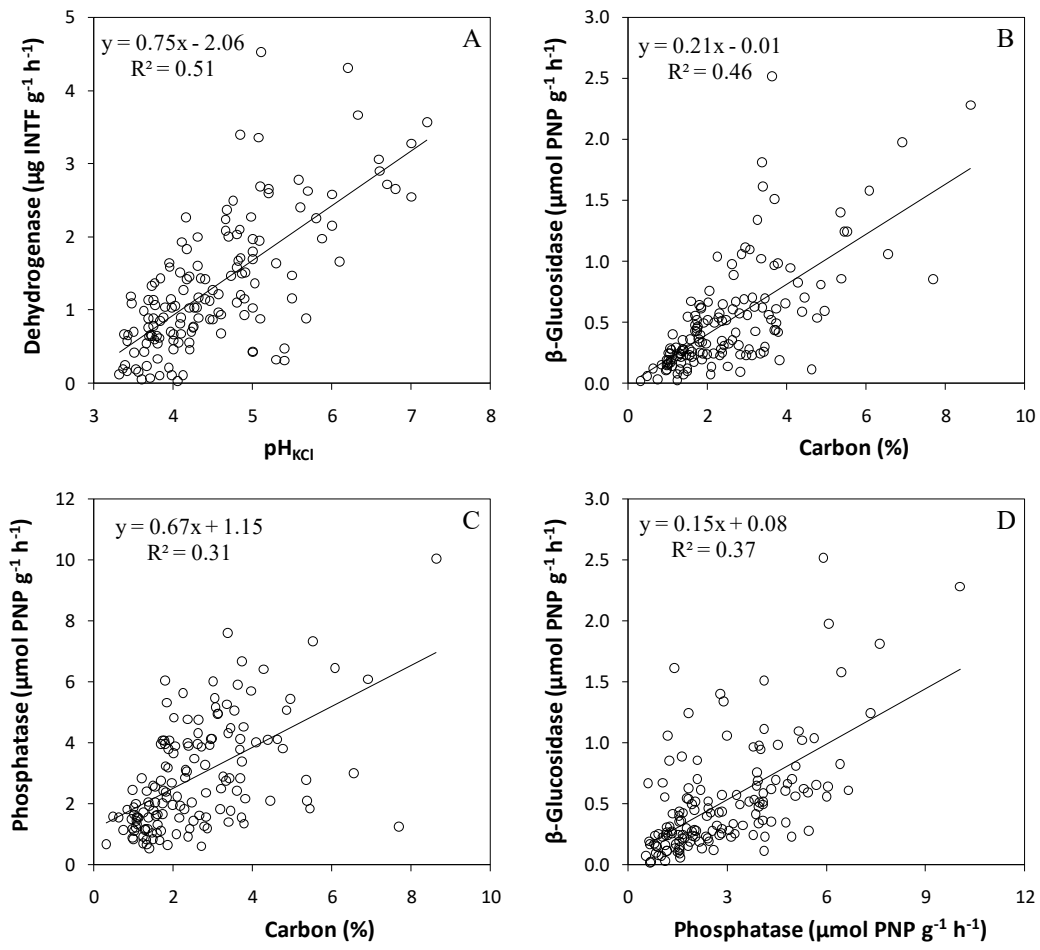 y = 0.75x - 2.06
R² = 0.51
A
Dehydrogenase (µg INTF g⁻¹ h⁻¹)
5
4
3
2
1
0
3 4 5 6 7 8
pH_KCl
y = 0.21x - 0.01
R² = 0.46
B
β-Glucosidase (µmol PNP g⁻¹ h⁻¹)
3.0
2.5
2.0
1.5
1.0
0.5
0.0
0 2 4 6 8 10
Carbon (%)
y = 0.67x + 1.15
R² = 0.31
C
Phosphatase (µmol PNP g⁻¹ h⁻¹)
12
10
8
6
4
2
0
0 2 4 6 8 10
Carbon (%)
y = 0.15x + 0.08
R² = 0.37
D
β-Glucosidase (µmol PNP g⁻¹ h⁻¹)
3.0
2.5
2.0
1.5
1.0
0.5
0.0
0 3 6 9 12
Phosphatase (µmol PNP g⁻¹ h⁻¹)